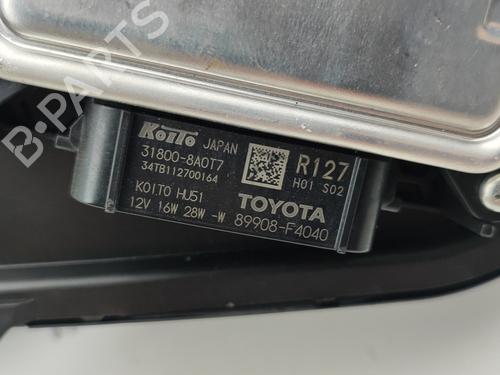 B-PARTS
KOITO JAPAN
31800-8A0T7
34TB112700164
KOITO HU51
12V 16W 28W -W
R127
H01 S02
TOYOTA
89908-F4040